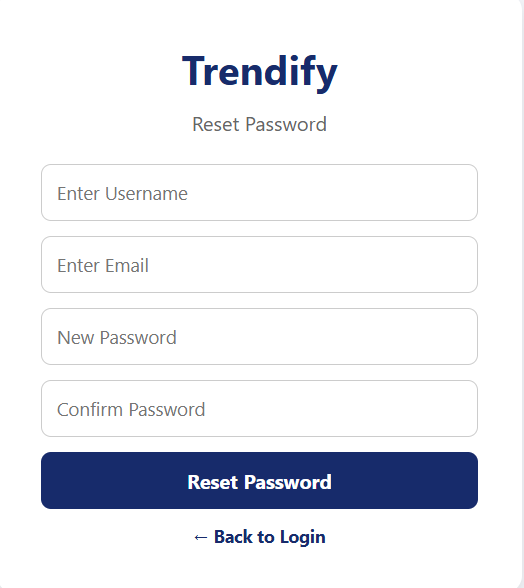 Trendify
Reset Password
Enter Username
Enter Email
New Password
Confirm Password
Reset Password
← Back to Login